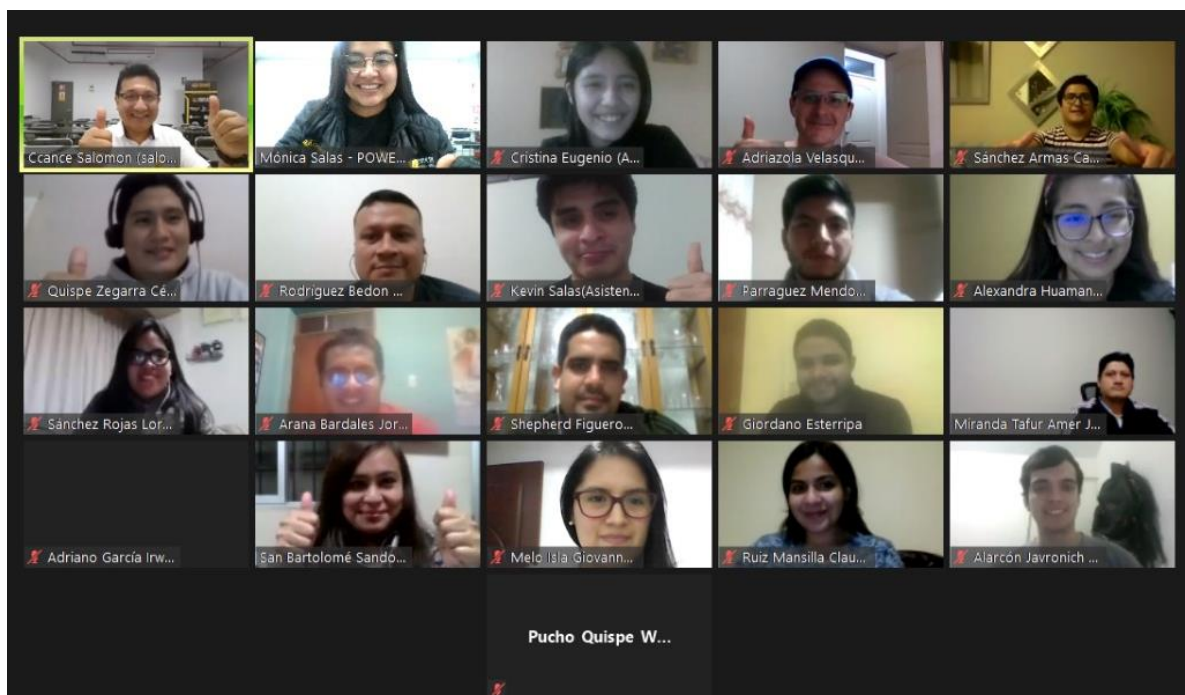 Ccance Salomon (salo...
Mónica Salas - POWE...
Cristina Eugenio (A...
Adriazola Velasqu...
Sánchez Armas Ca...
Quispe Zegarra Cé...
Rodríguez Bedon ...
Kevin Salas(Asisten...
Parraguez Mendo...
Alexandra Huaman...
Sánchez Rojas Lor...
Arana Bardales Jor...
Shepherd Figuero...
Giordano Esterripa
Miranda Tafur Amer J...
Adriano García Irw...
San Bartolomé Sando...
Melo Isla Giovann...
Ruiz Mansilla Clau...
Alarcón Javronich ...
Pucho Quispe W...